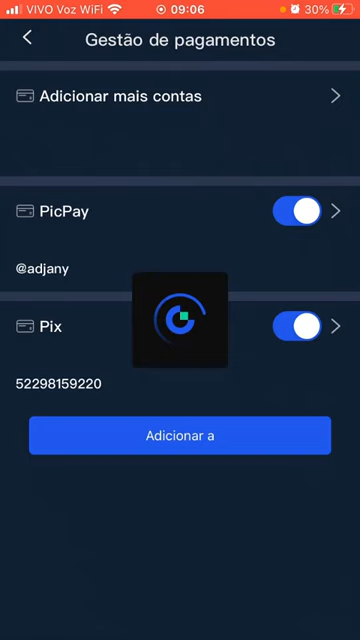 VIVO Voz WiFi 09:06 30%
Gestão de pagamentos
Adicionar mais contas
PicPay
@adjany
Pix
52298159220
Adicionar a